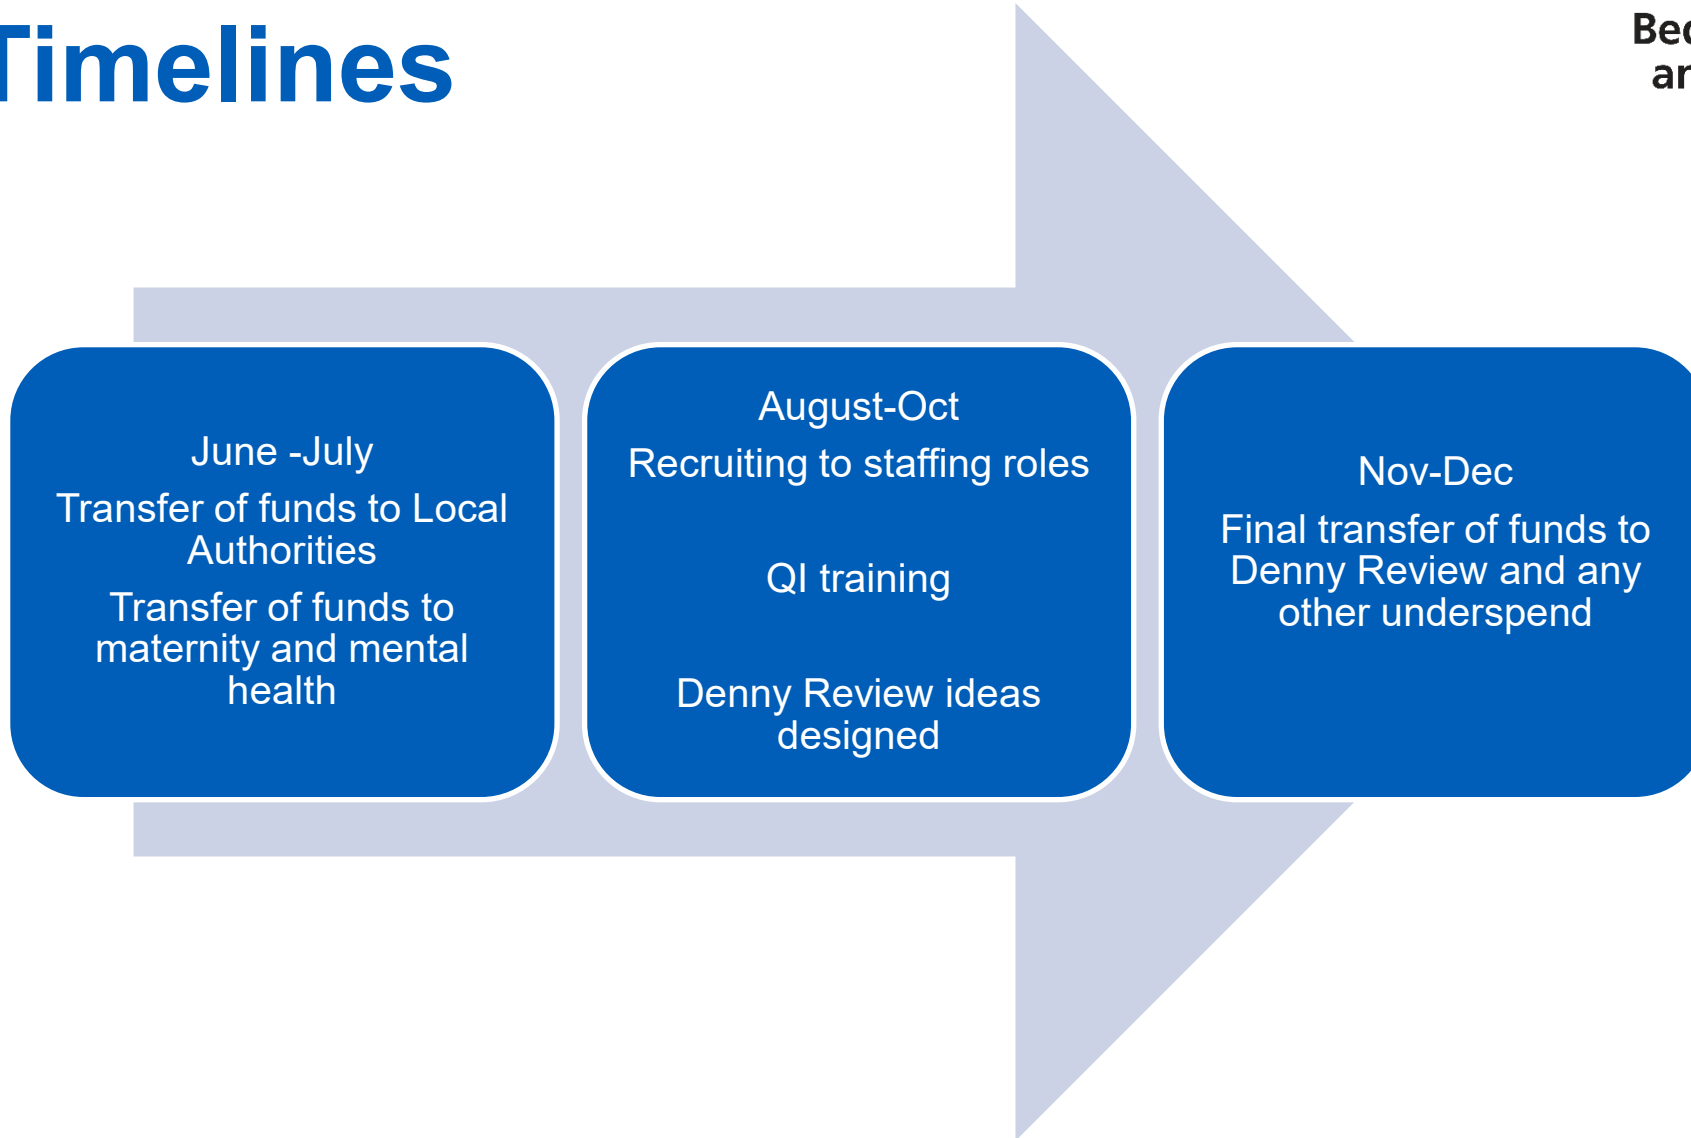 Timelines
June -July
Transfer of funds to Local
Authorities
Transfer of funds to
maternity and mental
health
August-Oct
Recruiting to staffing roles
QI training
Denny Review ideas
designed
Nov-Dec
Final transfer of funds to
Denny Review and any
other underspend